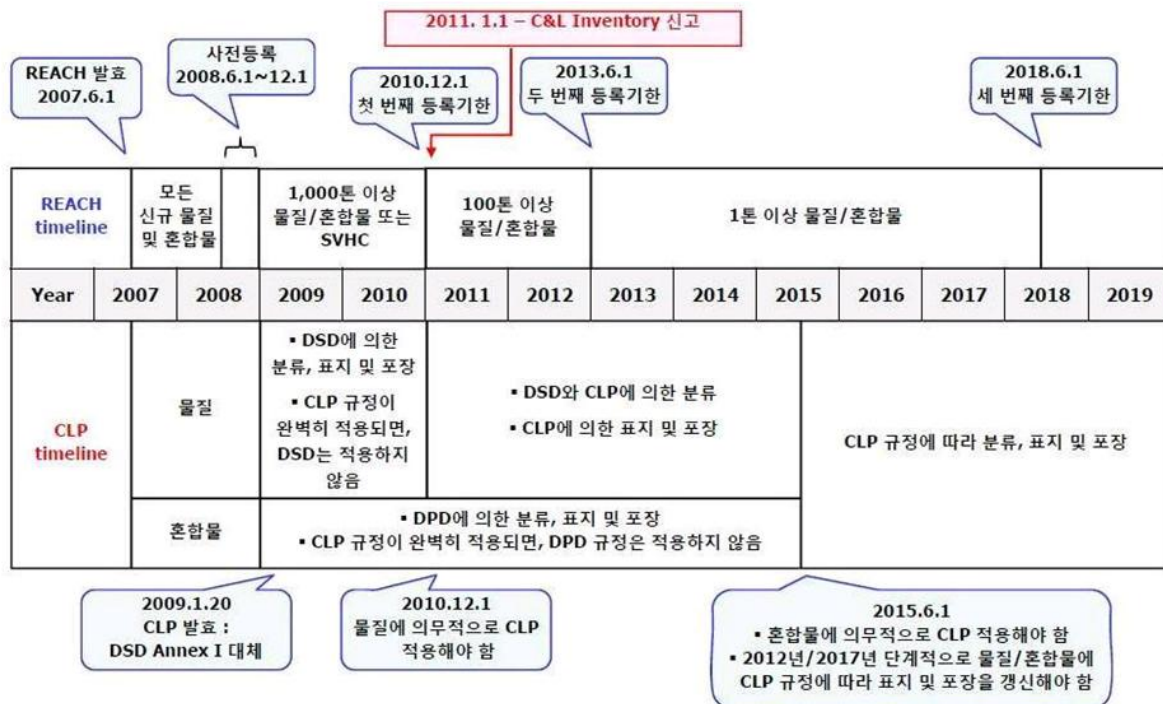 2011. 1.1 – C&L Inventory 신고
REACH 발효
2007.6.1
사전등록
2008.6.1~12.1
2010.12.1
첫 번째 등록기한
2013.6.1
두 번째 등록기한
2018.6.1
세 번째 등록기한
REACH
timeline
모든
신규 물질
및 혼합물
1,000톤 이상
물질/혼합물 또는
SVHC
100톤 이상
물질/혼합물
1톤 이상 물질/혼합물
Year 2007 2008 2009 2010 2011 2012 2013 2014 2015 2016 2017 2018 2019
CLP
timeline
물질
▪ DSD에 의한
분류, 표지 및 포장
▪ CLP 규정이
완벽히 적용되면,
DSD는 적용하지
않음
▪ DSD와 CLP에 의한 분류
▪ CLP에 의한 표지 및 포장
CLP 규정에 따라 분류, 표지 및 포장
혼합물
▪ DPD에 의한 분류, 표지 및 포장
▪ CLP 규정이 완벽히 적용되면, DPD 규정은 적용하지 않음
2009.1.20
CLP 발효 :
DSD Annex I 대체
2010.12.1
물질에 의무적으로 CLP
적용해야 함
2015.6.1
▪ 혼합물에 의무적으로 CLP 적용해야 함
▪ 2012년/2017년 단계적으로 물질/혼합물에
CLP 규정에 따라 표지 및 포장을 갱신해야 함